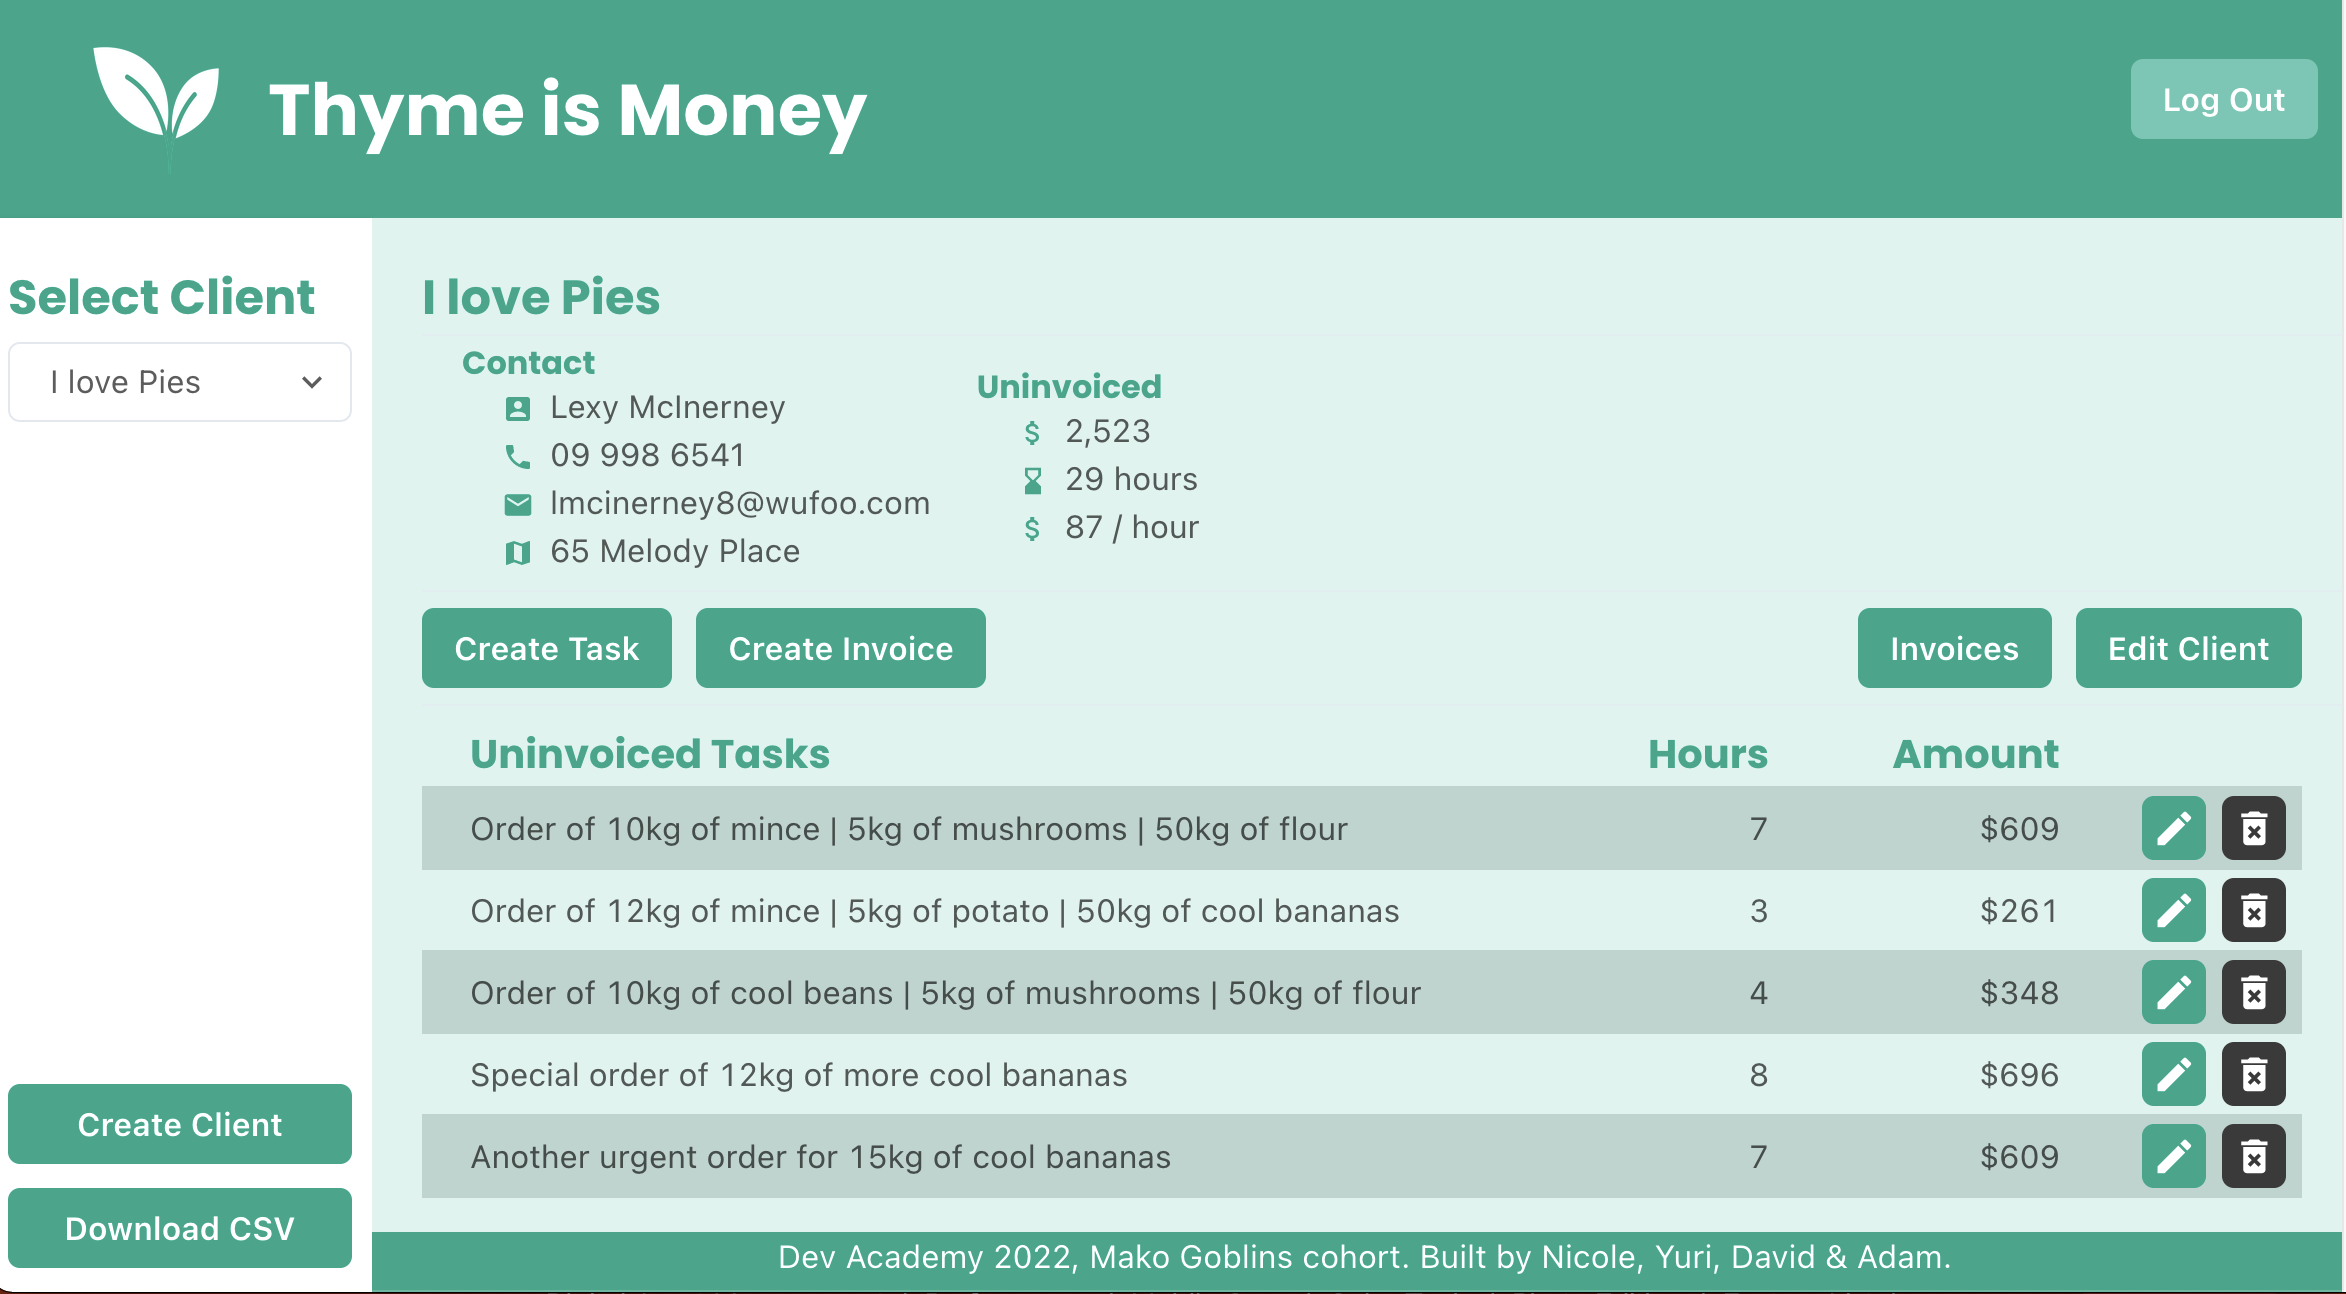 Thyme is Money
Log Out
Select Client
I love Pies
Create Client
Download CSV
I love Pies
Contact
Lexy McInerney
09 998 6541
lmcinerney8@wufoo.com
65 Melody Place
Uninvoiced
$ 2,523
29 hours
$ 87 / hour
Create Task
Create Invoice
Invoices
Edit Client
Uninvoiced Tasks Hours Amount
Order of 10kg of mince | 5kg of mushrooms | 50kg of flour 7 $609
Order of 12kg of mince | 5kg of potato | 50kg of cool bananas 3 $261
Order of 10kg of cool beans | 5kg of mushrooms | 50kg of flour 4 $348
Special order of 12kg of more cool bananas 8 $696
Another urgent order for 15kg of cool bananas 7 $609
Dev Academy 2022, Mako Goblins cohort. Built by Nicole, Yuri, David & Adam.